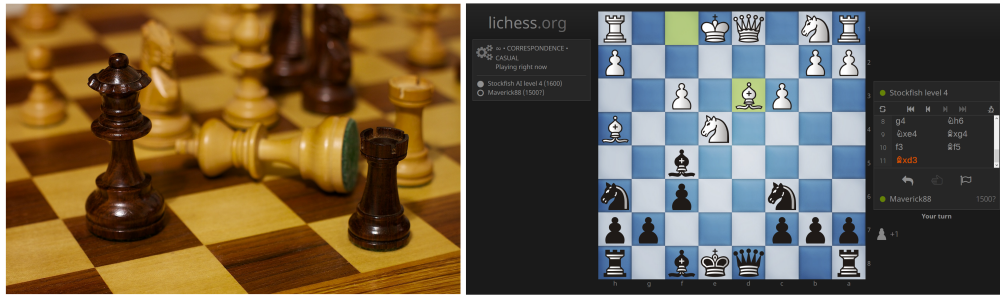 lichess.org
∞ • CORRESPONDENCE •
CASUAL
Playing right now
Stockfish AI level 4 (1600)
Maverick88 (1500?)
1
2
3
4
5
6
7
8
h g f e d c b a
Stockfish level 4
8 g4 ♘h6
9 ♘xe4 ♗xg4
10 f3 ♗f5
11 ♗xd3
Maverick88 1500?
Your turn
+1